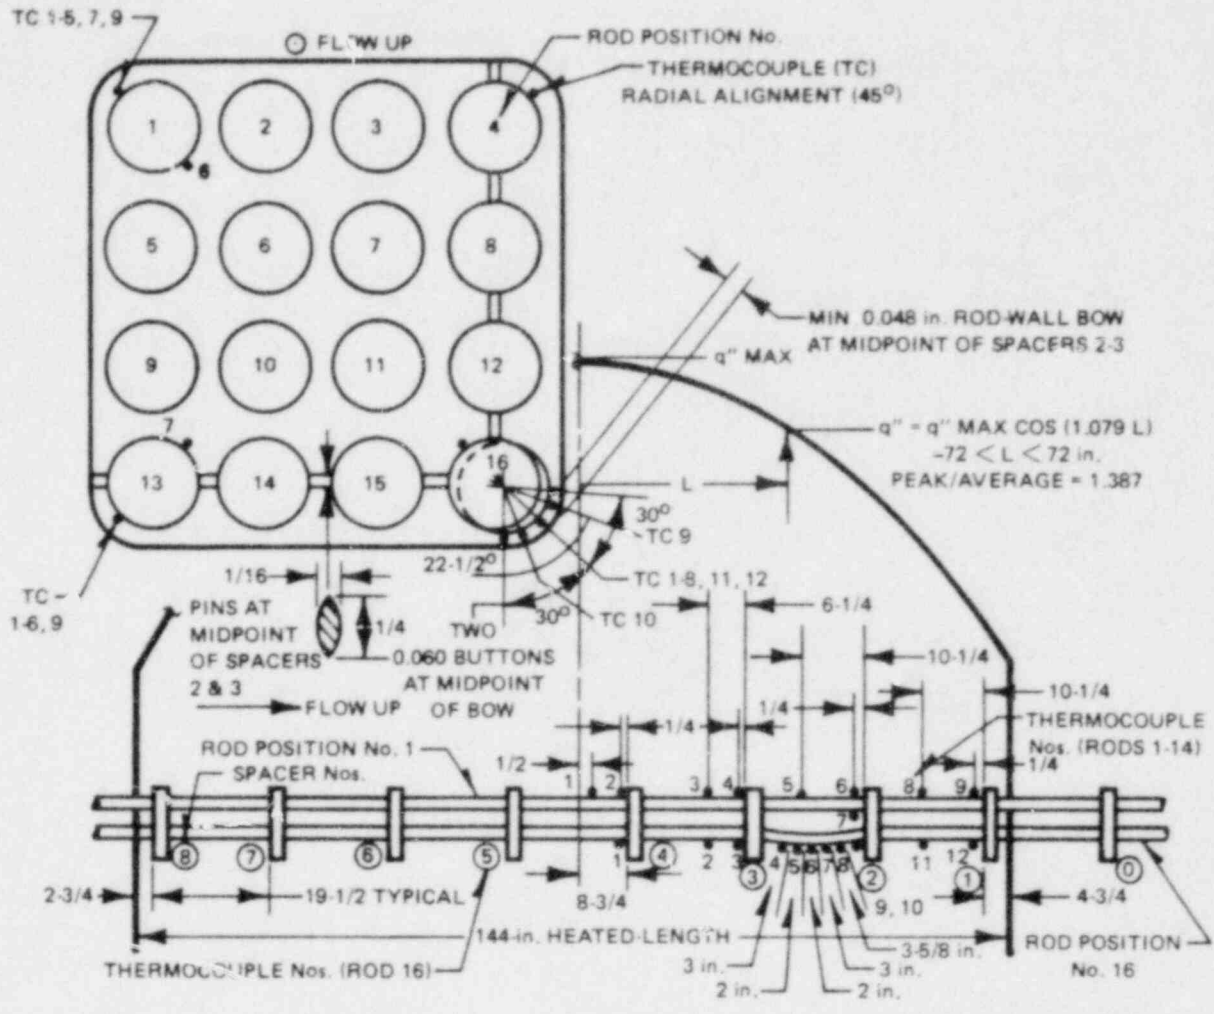 TC 1-5, 7, 9
FLOW UP
ROD POSITION No.
THERMOCOUPLE (TC)
RADIAL ALIGNMENT (45°)
1
2
3
4
6
5
6
7
8
MIN 0.048 in. ROD-WALL BOW
AT MIDPOINT OF SPACERS 2-3
q'' MAX
9
10
11
12
q'' = q'' MAX COS (1.079 L)
-72 < L < 72 in.
PEAK/AVERAGE = 1.387
7
13
14
15
16
L
30°
TC 9
22-1/2°
TC 1-8, 11, 12
30°
TC 10
TC -
1-6, 9
1/16
1/4
PINS AT
MIDPOINT
OF SPACERS
2 & 3
TWO
0.060 BUTTONS
AT MIDPOINT
OF BOW
6-1/4
10-1/4
10-1/4
FLOW UP
1/4
1/4
THERMOCOUPLE
Nos. (RODS 1-14)
ROD POSITION No. 1
SPACER Nos.
1/2
1/4
1
2
3
4
5
6
7
8
9
8
7
6
5
1
4
2
3
3
4
5
6
7
8
2
11
12
1
0
2-3/4
19-1/2 TYPICAL
8-3/4
9, 10
4-3/4
144-in. HEATED-LENGTH
3-5/8 in.
ROD POSITION
No. 16
THERMOCOUPLE Nos. (ROD 16)
3 in.
3 in.
2 in.
2 in.